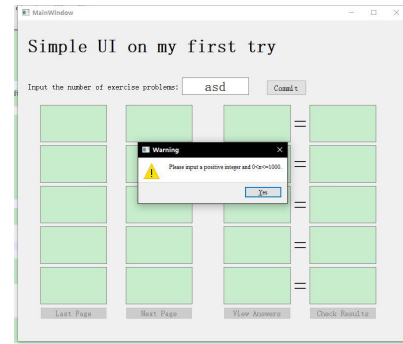 MainWindow
Simple UI on my first try
Input the number of exercise problems:
asd
Commit
=
Warning
Please input a positive integer and 0<n<=1000.
=
Yes
=
=
=
Last Page
Next Page
View Answers
Check Results